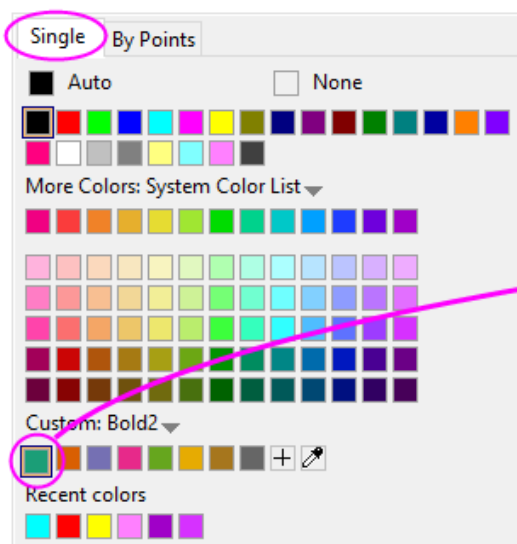 Single By Points
Auto None
More Colors: System Color List
Custom: Bold2
Recent colors